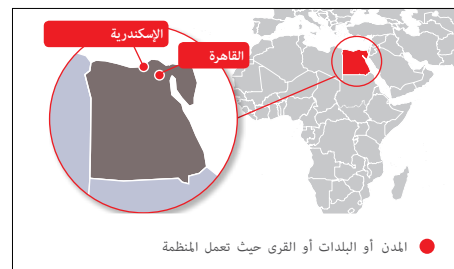 الإسكندرية
القاهرة
المدن أو البلدات أو القرى حيث تعمل المنظمة